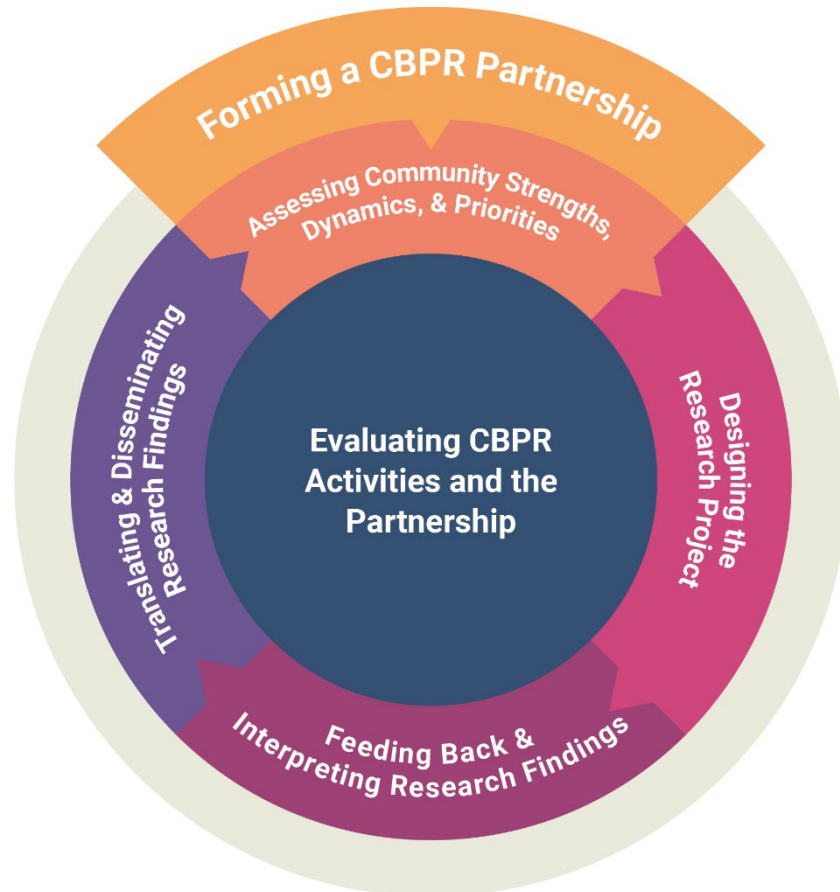 Forming a CBPR Partnership
Assessing Community Strengths,
Dynamics, & Priorities
Designing the
Research Project
Feeding Back &
Interpreting Research Findings
Translating & Disseminating
Research Findings
Evaluating CBPR
Activities and the
Partnership